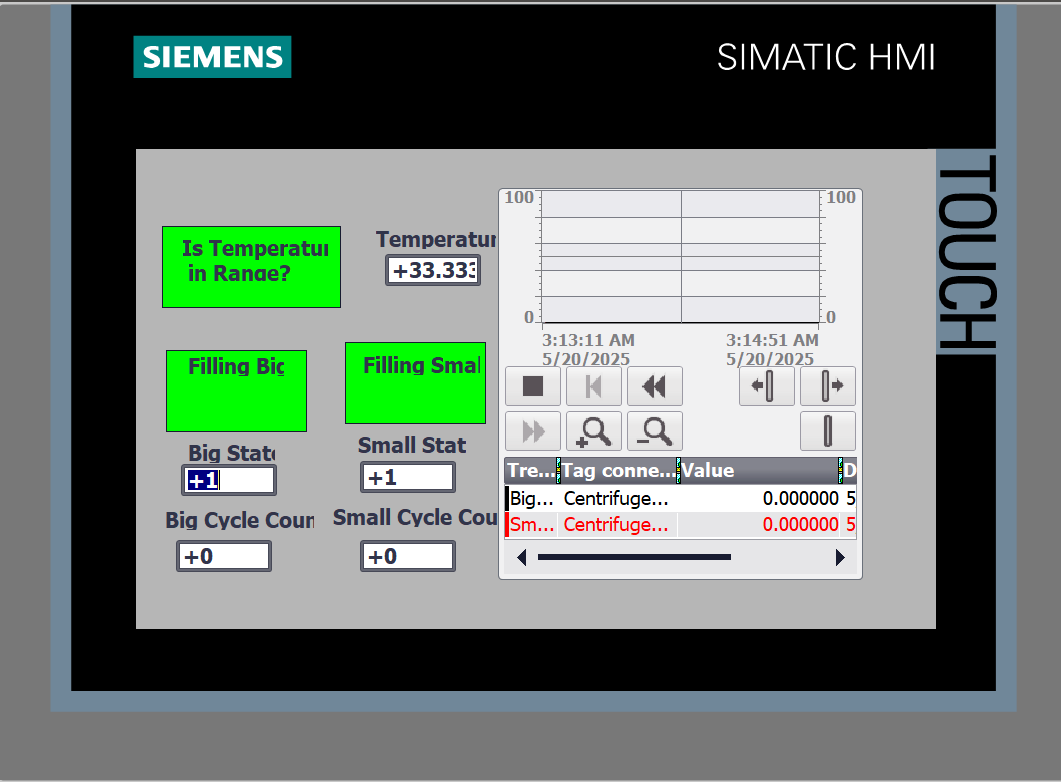 SIEMENS
SIMATIC HMI
TOUCH
Is Temperatur
in Range?
Temperatur
+33.333
Filling Big
Filling Smal
Big State
+1
Small Stat
+1
Big Cycle Coun
+0
Small Cycle Cou
+0
100
100
0
0
3:13:11 AM
5/20/2025
3:14:51 AM
5/20/2025
Tre... Tag conne... Value D
Big... Centrifuge... 0.000000 5
Sm... Centrifuge... 0.000000 5